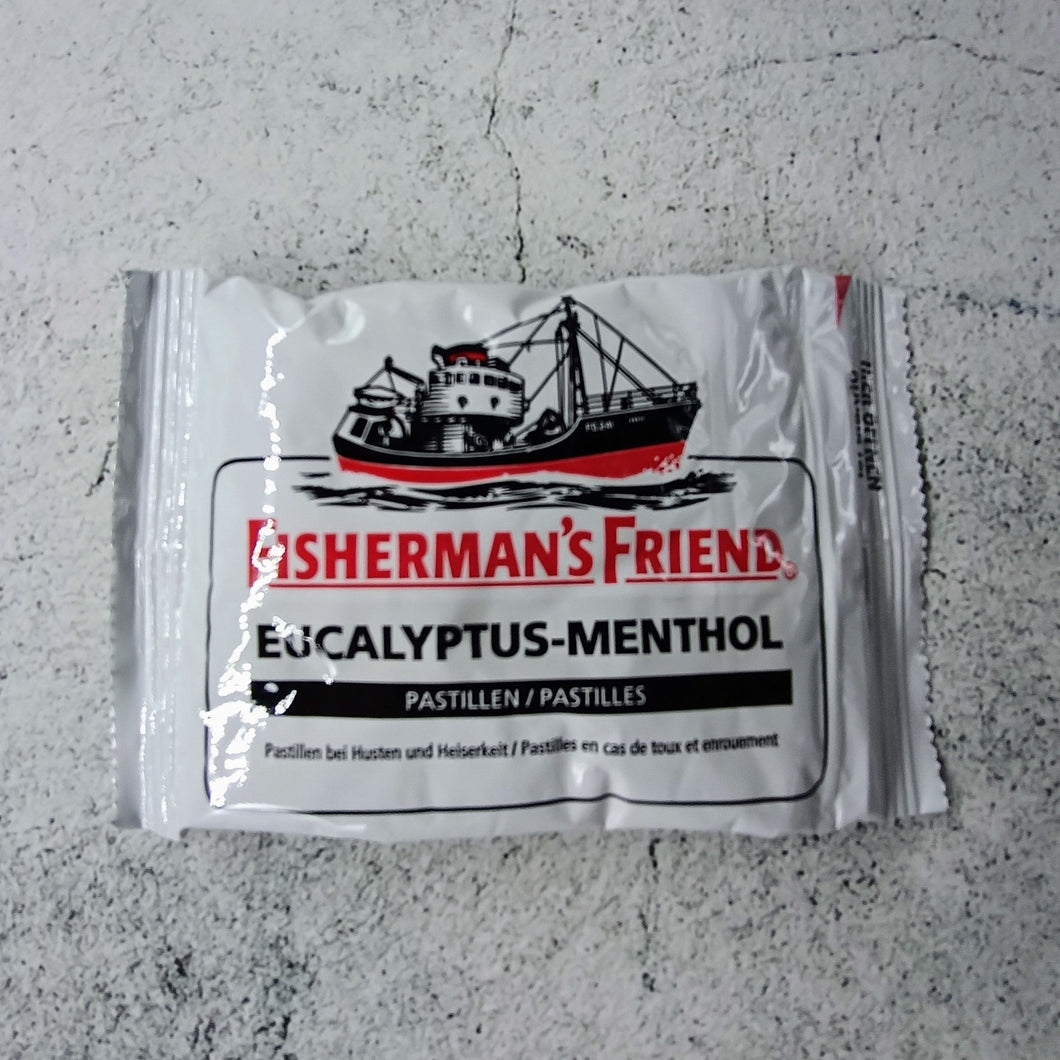 FISHERMAN'S FRIEND®
EUCALYPTUS-MENTHOL
PASTILLEN / PASTILLES
Pastillen bei Husten und Heiserkeit / Pastilles en cas de toux et enrouement